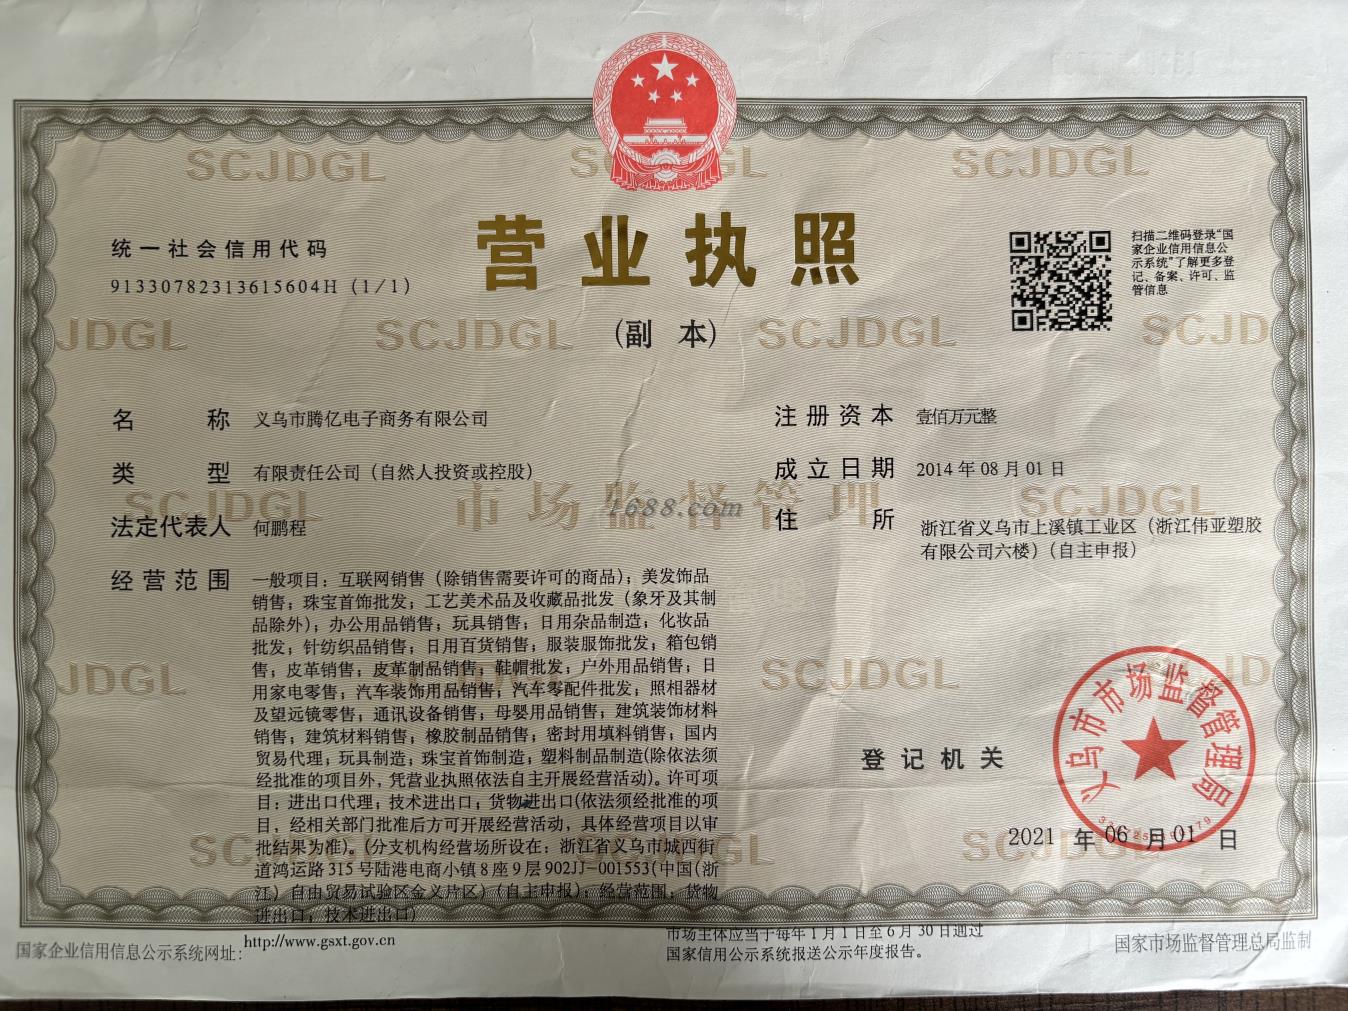 统一社会信用代码
91330782313615604H (1/1)
营业执照
(副 本)
扫描二维码登录“国
家企业信用信息公
示系统”了解更多登
记、备案、许可、监
管信息
名 称 义乌市腾亿电子商务有限公司
类 型 有限责任公司（自然人投资或控股）
法定代表人 何鹏程
经营范围 一般项目：互联网销售（除销售需要许可的商品）；美发饰品
销售；珠宝首饰批发；工艺美术品及收藏品批发（象牙及其制
品除外）；办公用品销售；玩具销售；日用杂品制造；化妆品
批发；针纺织品销售；日用百货销售；服装服饰批发；箱包销
售；皮革销售；皮革制品销售；鞋帽批发；户外用品销售；日
用家电零售；汽车装饰用品销售；汽车零配件批发；照相器材
及望远镜零售；通讯设备销售；母婴用品销售；建筑装饰材料
销售；建筑材料销售；橡胶制品销售；密封用填料销售；国内
贸易代理；玩具制造；珠宝首饰制造；塑料制品制造(除依法须
经批准的项目外，凭营业执照依法自主开展经营活动)。许可项
目：进出口代理；技术进出口；货物进出口(依法须经批准的项
目，经相关部门批准后方可开展经营活动，具体经营项目以审
批结果为准)。（分支机构经营场所设在：浙江省义乌市城西街
道鸿运路315号陆港电商小镇8座9层902JJ-001553(中国(浙
江）自由贸易试验区金义片区）（自主申报）；经营范围：货物
进出口；技术进出口）
注册资本 壹佰万元整
成立日期 2014年08月01日
住 所 浙江省义乌市上溪镇工业区（浙江伟亚塑胶
有限公司六楼）（自主申报）
登记机关
义乌市市场监督管理局
2021 年 06 月 01 日
SCJDGL
市场监督管理
1688.com
国家企业信用信息公示系统网址：http://www.gsxt.gov.cn
市场主体应当于每年1月1日至6月30日通过
国家信用公示系统报送公示年度报告。
国家市场监督管理总局监制